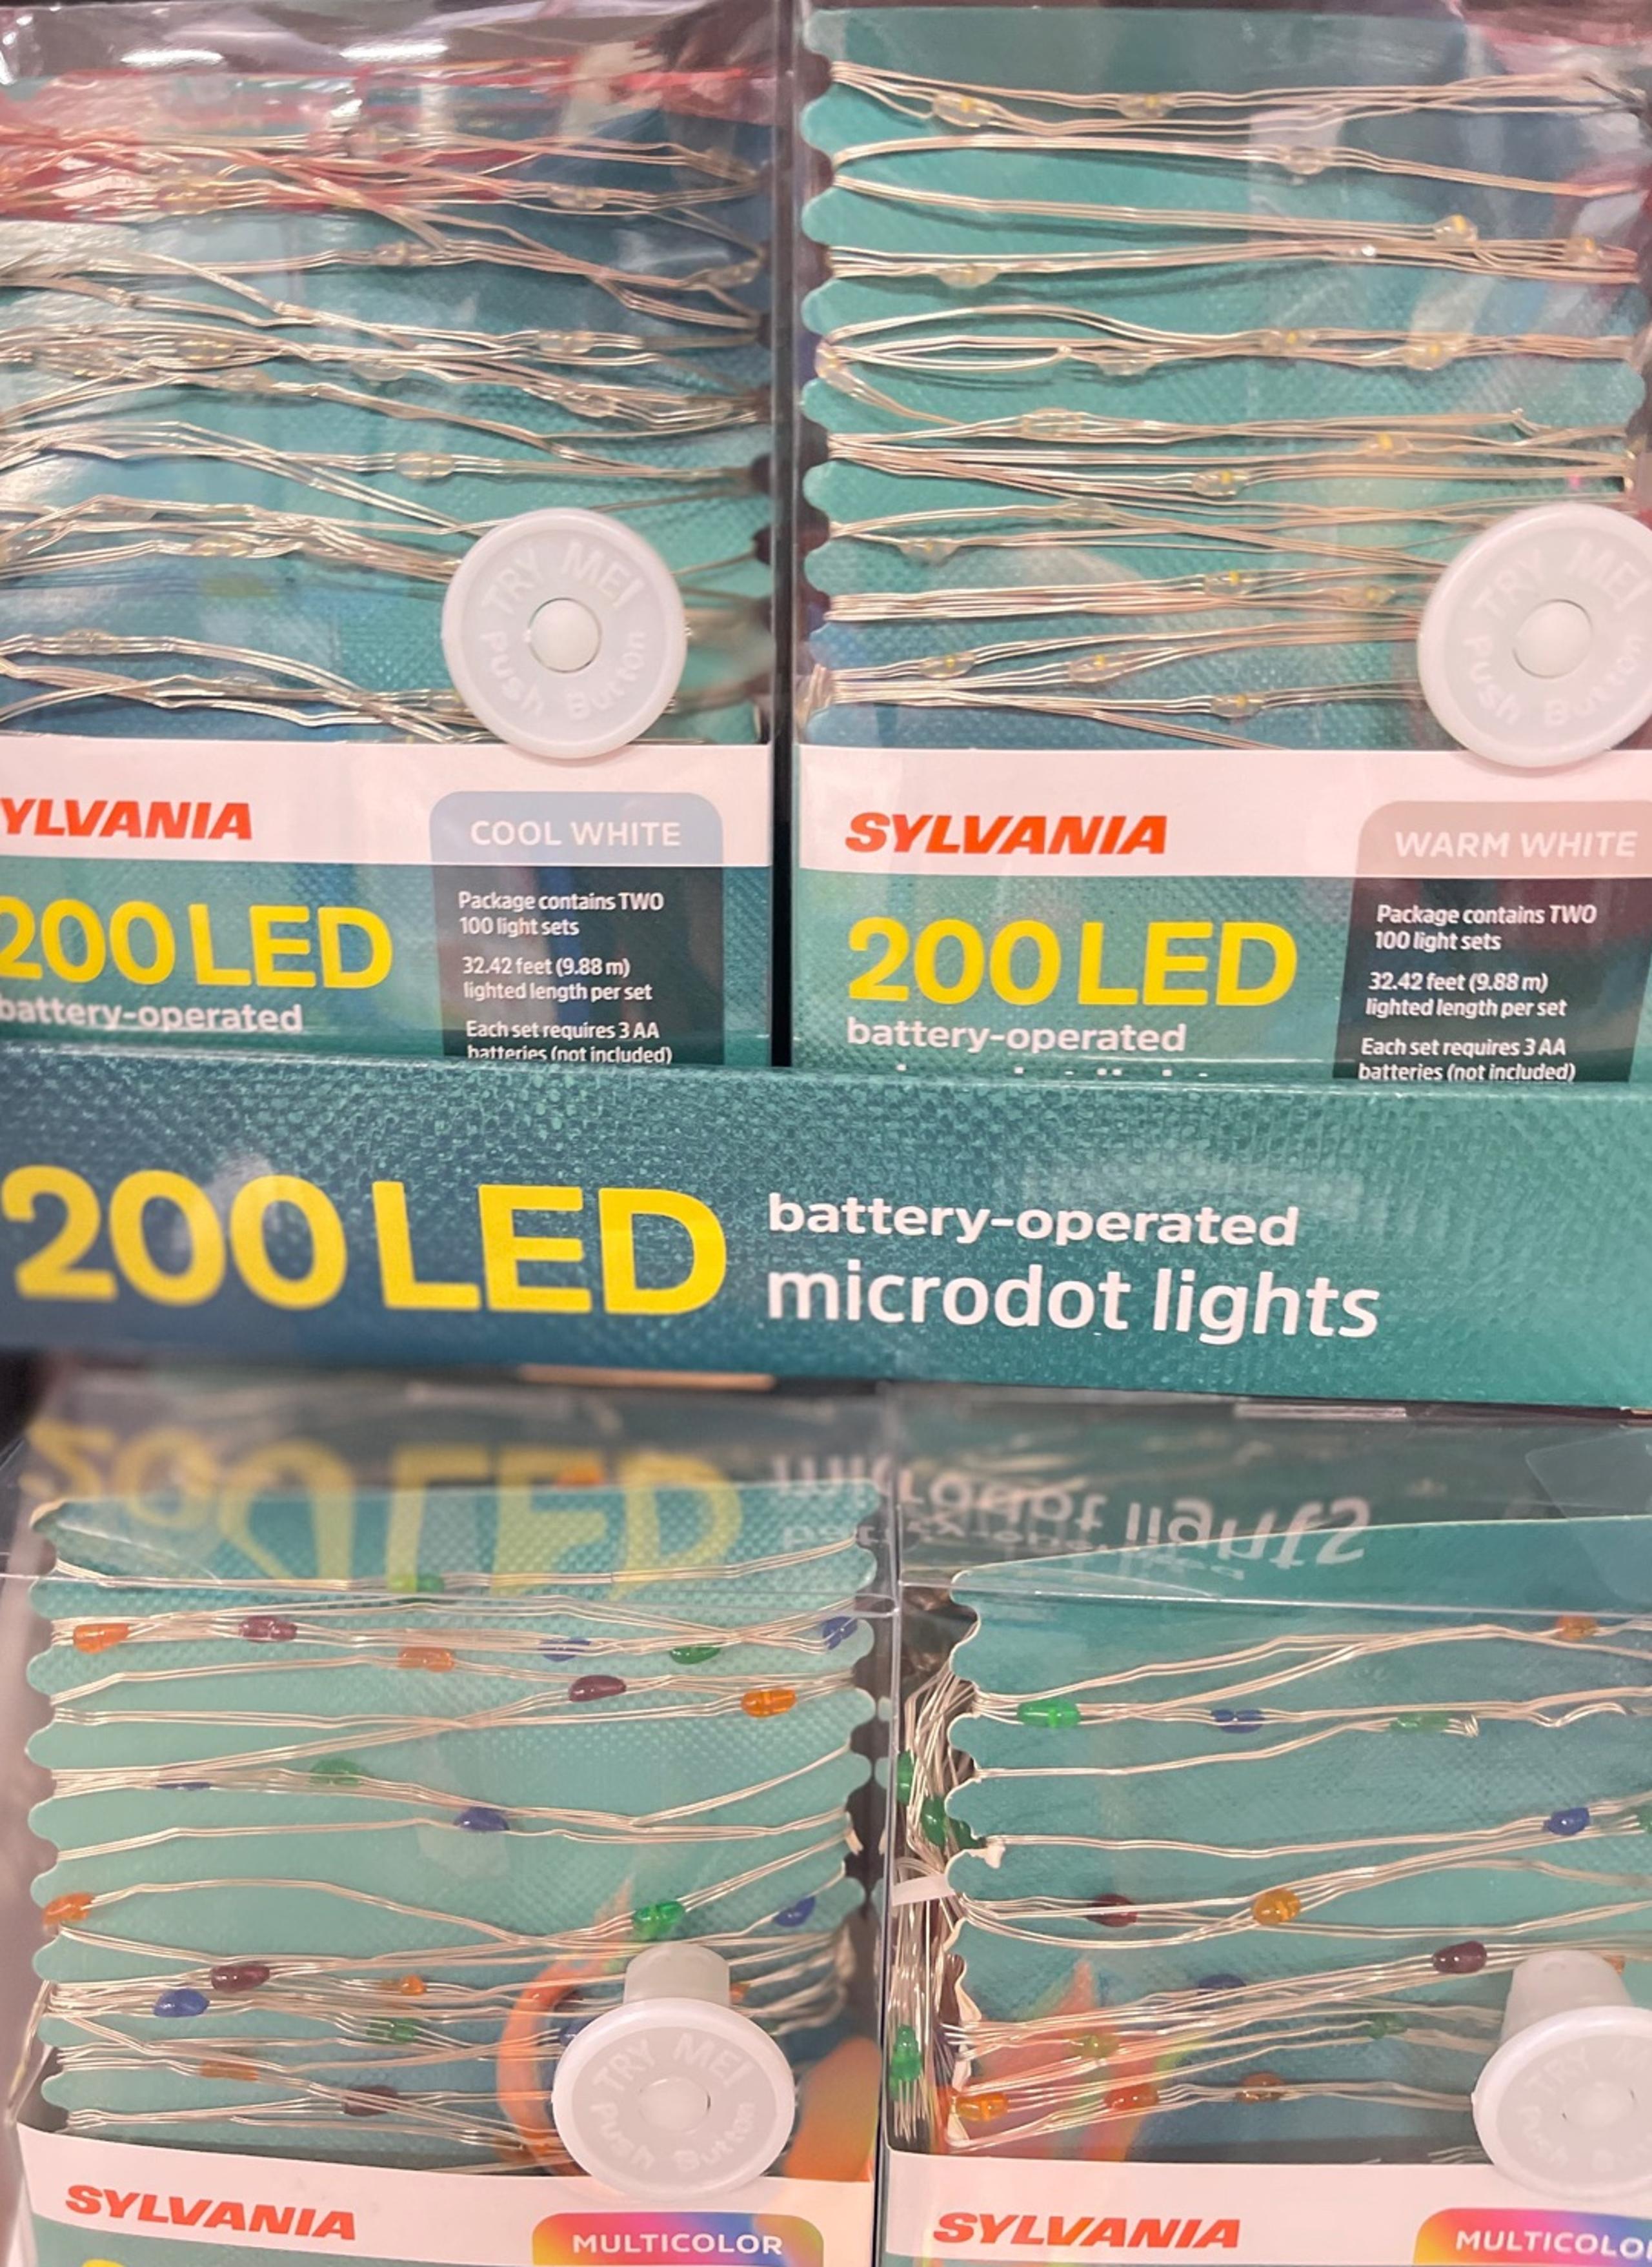 TRY ME!
Push Button
TRY ME!
Push Button
YLVANIA
COOL WHITE
200 LED
battery-operated
Package contains TWO
100 light sets
32.42 feet (9.88 m)
lighted length per set
Each set requires 3 AA
batteries (not included)
SYLVANIA
WARM WHITE
200 LED
battery-operated
Package contains TWO
100 light sets
32.42 feet (9.88 m)
lighted length per set
Each set requires 3 AA
batteries (not included)
200 LED
battery-operated
microdot lights
TRY ME!
Push Button
TRY
Push
SYLVANIA
MULTICOLOR
SYLVANIA
MULTICOLO